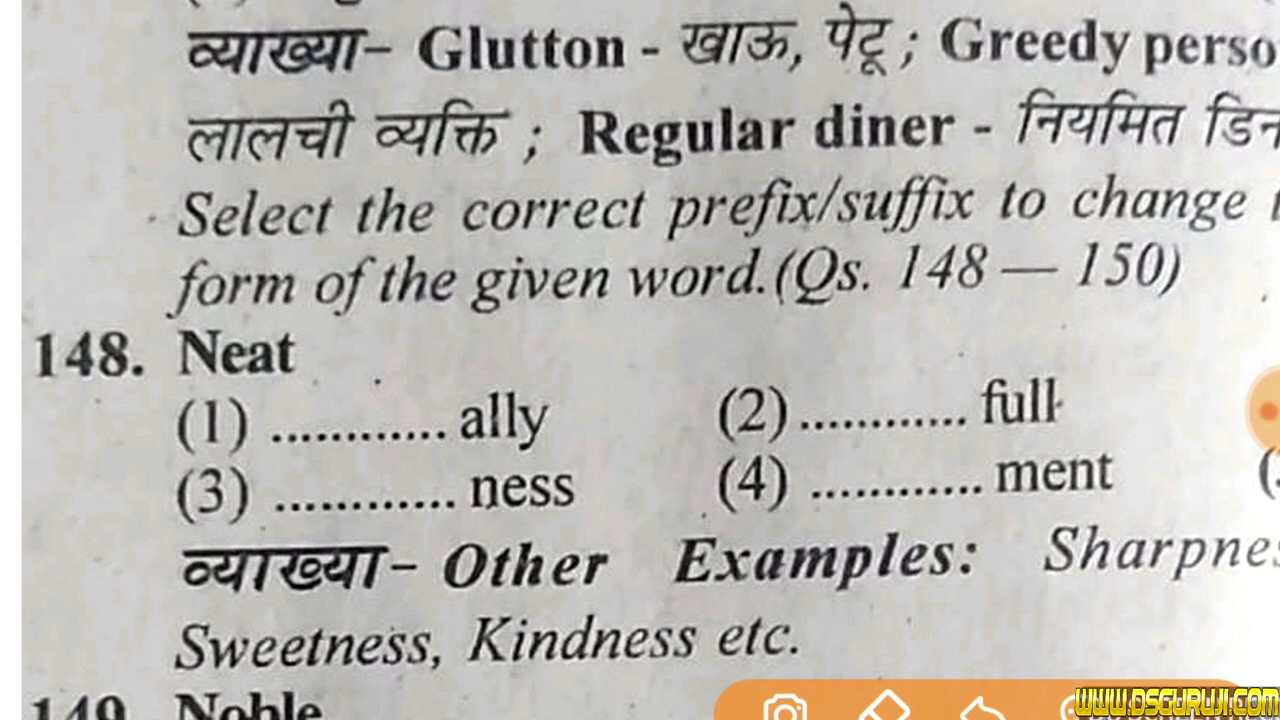 व्याख्या– Glutton - खाऊ, पेटू ; Greedy perso
लालची व्यक्ति ; Regular diner - नियमित डिन
Select the correct prefix/suffix to change
form of the given word.(Qs. 148 — 150)
148. Neat
(1) ............ ally (2) ............ full
(3) ............ ness (4) ............ ment
व्याख्या– Other Examples: Sharpnes
Sweetness, Kindness etc.
149. Noble
www.DSGURUJI.com